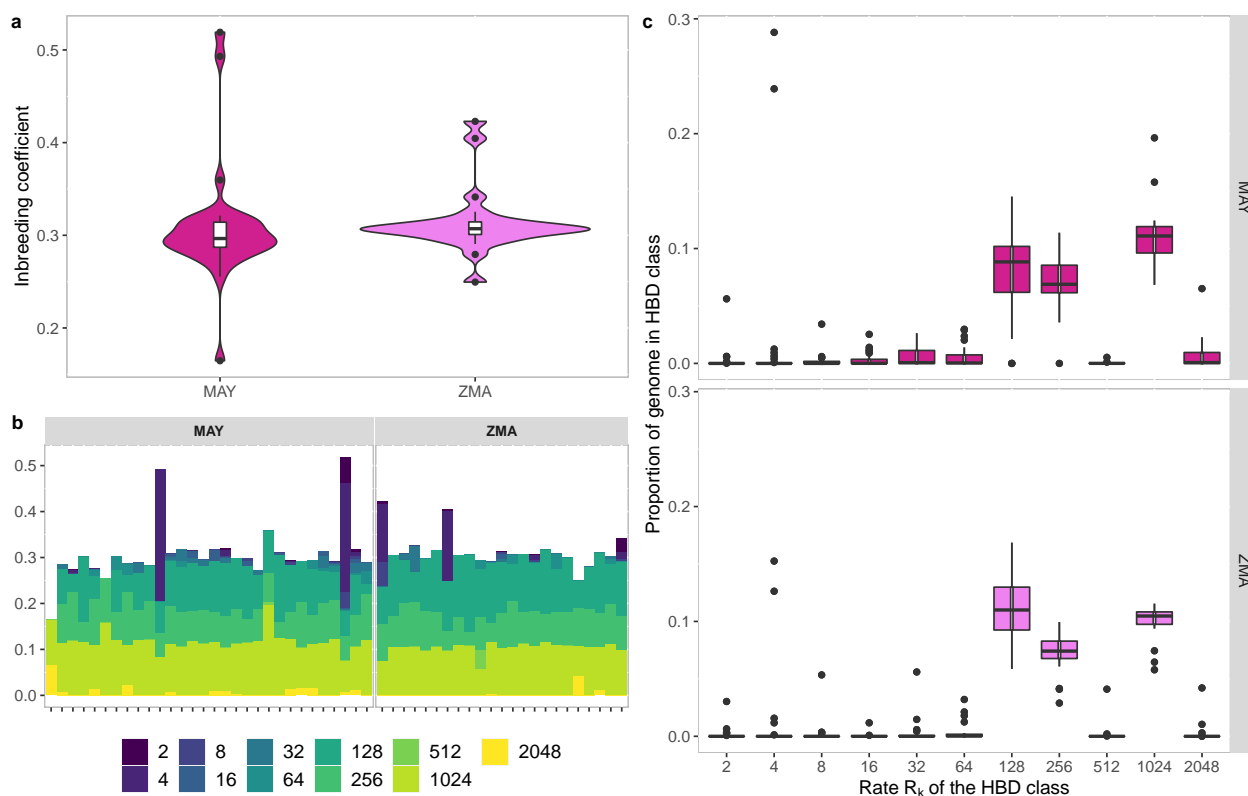 a
Inbreeding coefficient
0.5
0.4
0.3
0.2
MAY ZMA
b
MAY ZMA
0.5
0.4
0.3
0.2
0.1
0.0
2 8 32 128 512 2048
4 16 64 256 1024
c
Proportion of genome in HBD class
0.3
0.2
0.1
0.0
MAY
0.3
0.2
0.1
0.0
ZMA
2 4 8 16 32 64 128 256 512 1024 2048
Rate Rk of the HBD class